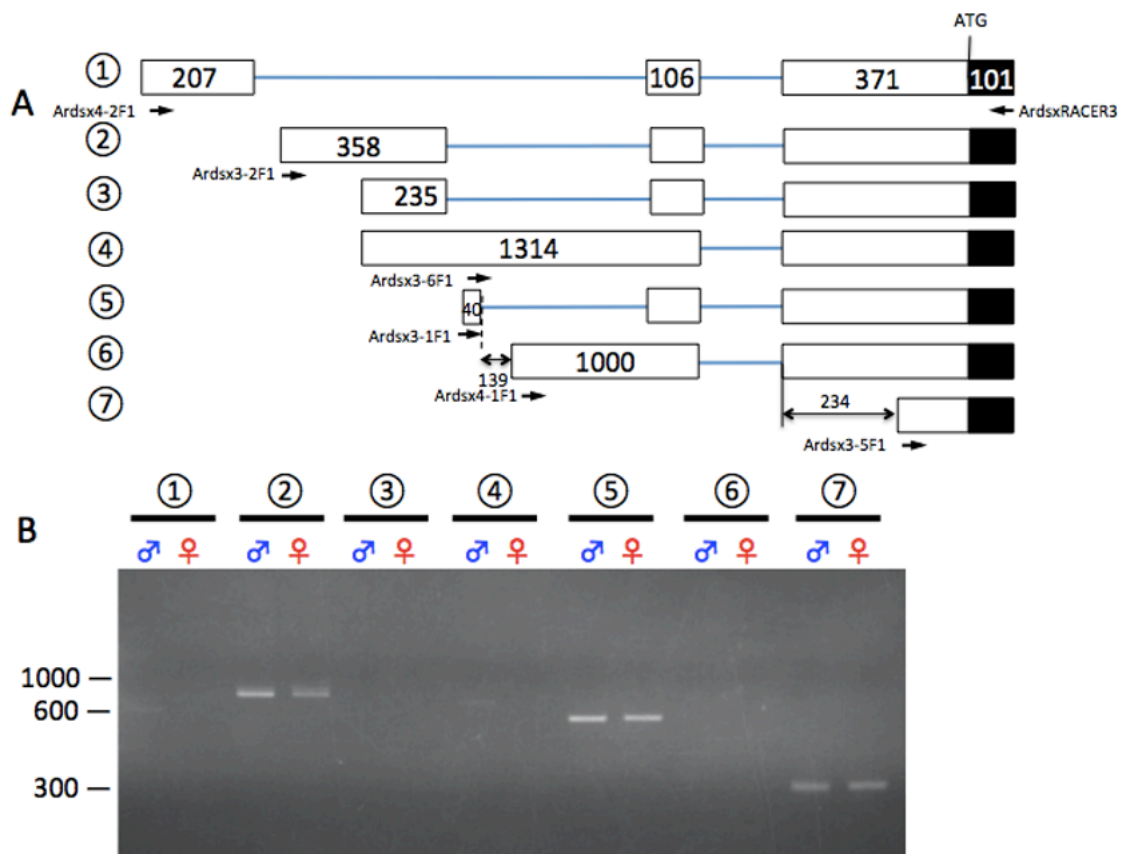 ATG
① 207 106 371 101
A
Ardsx4-2F1 ArdsxRACER3
② 358
Ardsx3-2F1
③ 235
④ 1314
Ardsx3-6F1
⑤ 40
Ardsx3-1F1
⑥ 1000
139
Ardsx4-1F1
⑦ 234
Ardsx3-5F1
① ② ③ ④ ⑤ ⑥ ⑦
B
♂ ♀ ♂ ♀ ♂ ♀ ♂ ♀ ♂ ♀ ♂ ♀ ♂ ♀
1000
600
300